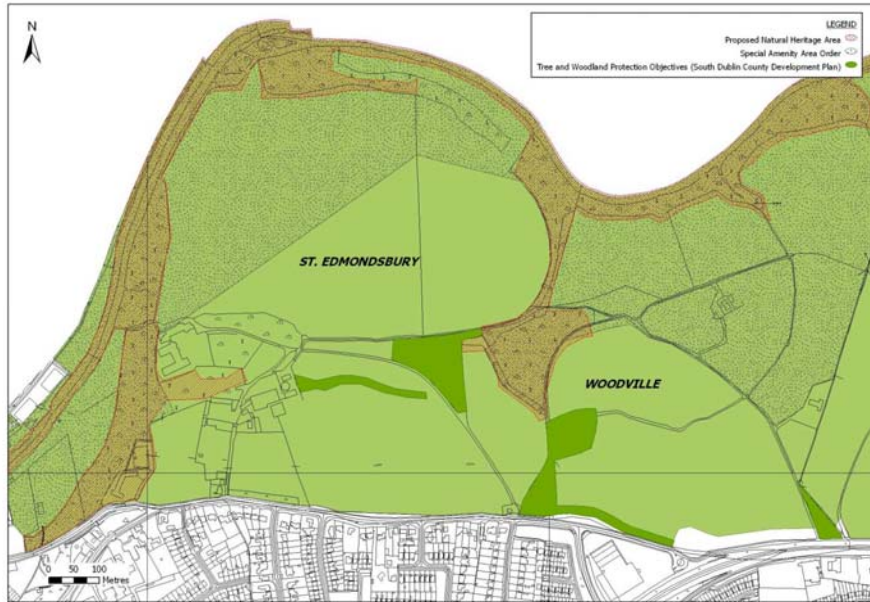 N
LEGEND
Proposed Natural Heritage Area
Special Amenity Area Order
Tree and Woodland Protection Objectives (South Dublin County Development Plan)
ST. EDMONDSBURY
WOODVILLE
0 50 100
Metres